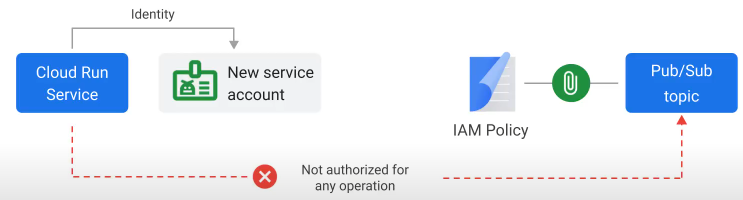 Identity
Cloud Run
Service
New service
account
IAM Policy
Pub/Sub
topic
Not authorized for
any operation